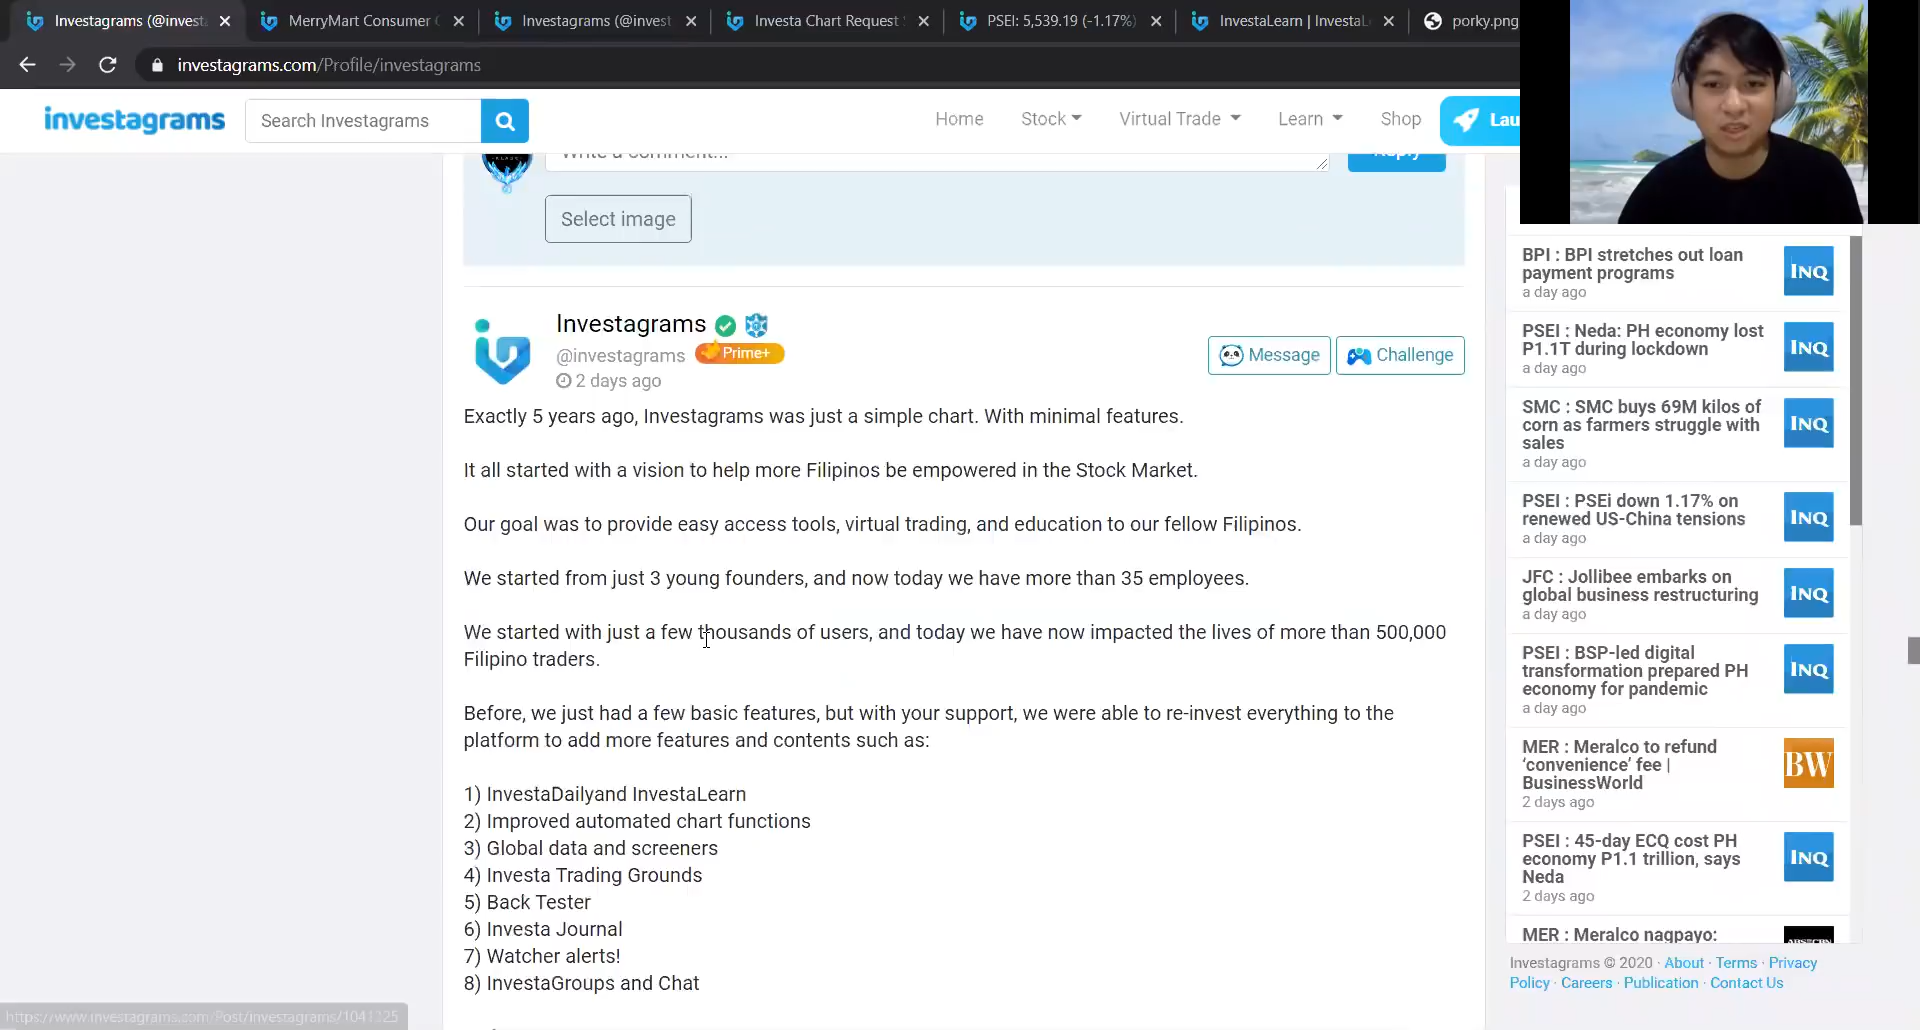 Investagrams (@invest
MerryMart Consumer
Investagrams (@invest
Investa Chart Request
PSEI: 5,539.19 (-1.17%)
InvestaLearn | InvestaL
porky.png
investagrams.com/Profile/investagrams
investagrams
Search Investagrams
Home
Stock
Virtual Trade
Learn
Shop
Lau
Write a comment...
Reply
Select image
Investagrams
@investagrams
Prime+
2 days ago
Message
Challenge
Exactly 5 years ago, Investagrams was just a simple chart. With minimal features.
It all started with a vision to help more Filipinos be empowered in the Stock Market.
Our goal was to provide easy access tools, virtual trading, and education to our fellow Filipinos.
We started from just 3 young founders, and now today we have more than 35 employees.
We started with just a few thousands of users, and today we have now impacted the lives of more than 500,000
Filipino traders.
Before, we just had a few basic features, but with your support, we were able to re-invest everything to the
platform to add more features and contents such as:
1) InvestaDailyand InvestaLearn
2) Improved automated chart functions
3) Global data and screeners
4) Investa Trading Grounds
5) Back Tester
6) Investa Journal
7) Watcher alerts!
8) InvestaGroups and Chat
BPI : BPI stretches out loan
payment programs
a day ago
INQ
PSEI : Neda: PH economy lost
P1.1T during lockdown
a day ago
INQ
SMC : SMC buys 69M kilos of
corn as farmers struggle with
sales
a day ago
INQ
PSEI : PSEi down 1.17% on
renewed US-China tensions
a day ago
INQ
JFC : Jollibee embarks on
global business restructuring
a day ago
INQ
PSEI : BSP-led digital
transformation prepared PH
economy for pandemic
a day ago
INQ
MER : Meralco to refund
‘convenience’ fee |
BusinessWorld
2 days ago
BW
PSEI : 45-day ECQ cost PH
economy P1.1 trillion, says
Neda
2 days ago
INQ
MER : Meralco nagpayo:
Investagrams © 2020 · About · Terms · Privacy
Policy · Careers · Publication · Contact Us